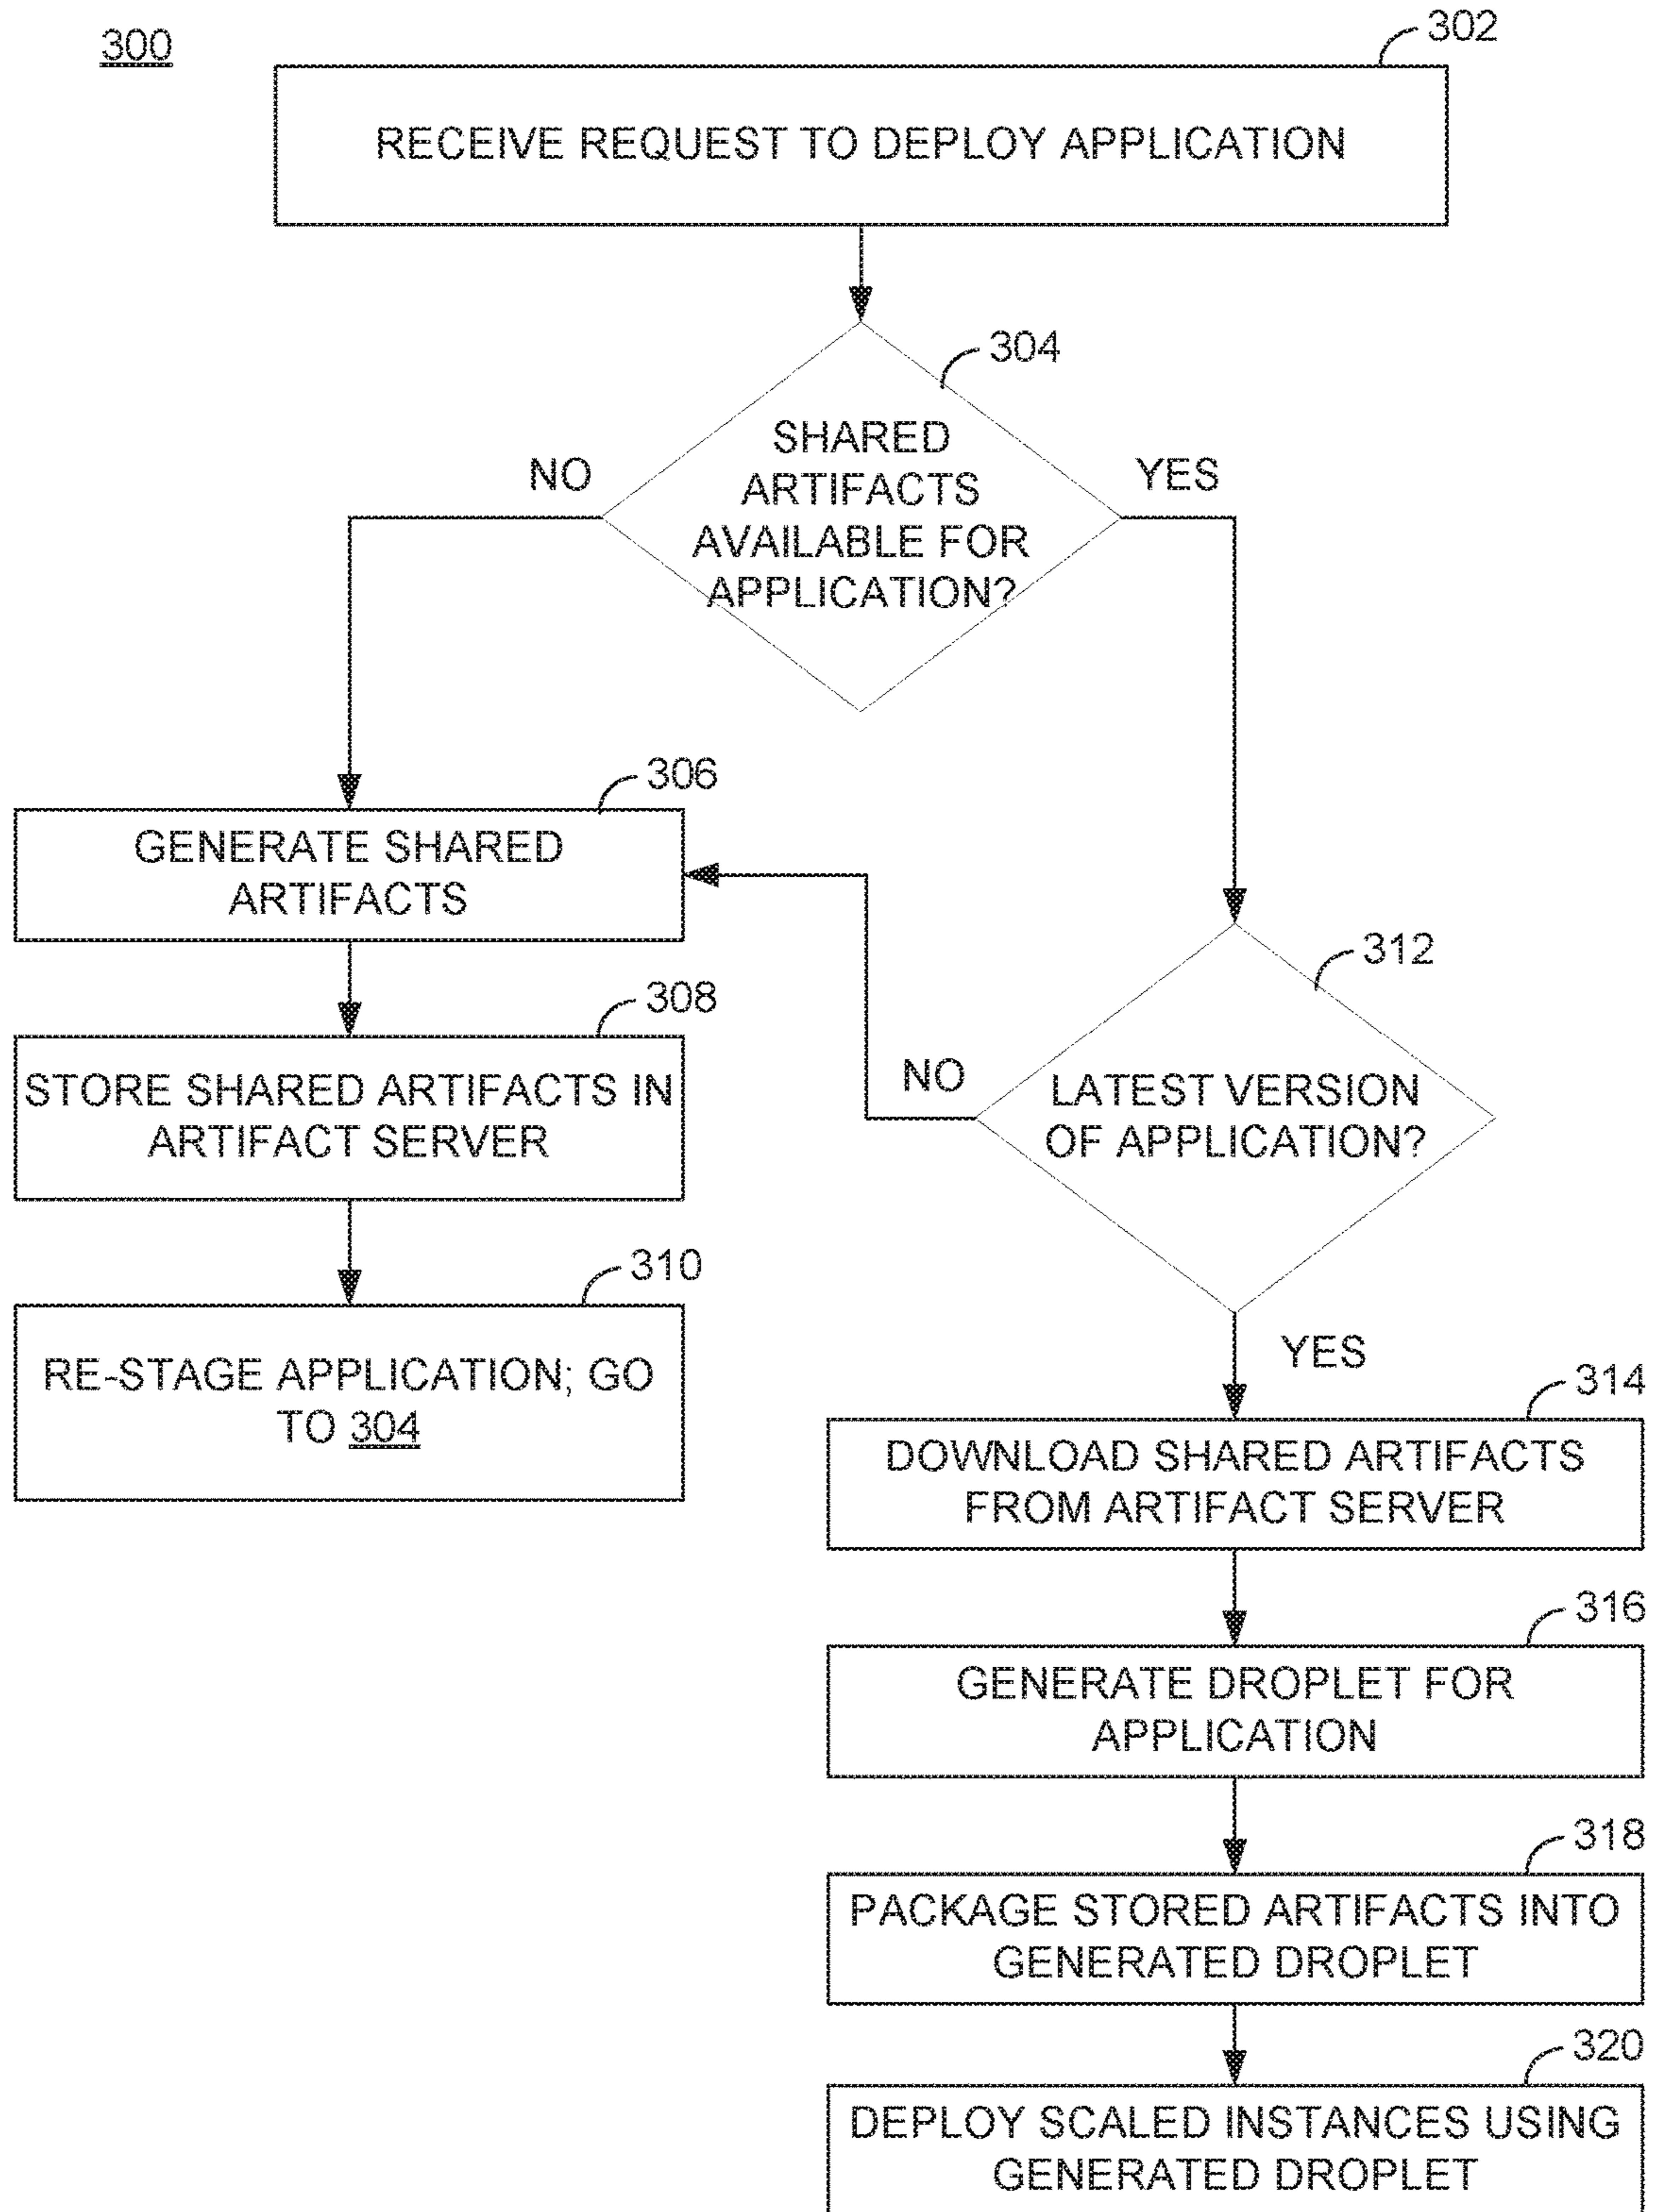 300
302
RECEIVE REQUEST TO DEPLOY APPLICATION
304
SHARED
ARTIFACTS
AVAILABLE FOR
APPLICATION?
NO
YES
306
GENERATE SHARED
ARTIFACTS
308
STORE SHARED ARTIFACTS IN
ARTIFACT SERVER
310
RE-STAGE APPLICATION; GO
TO 304
312
LATEST VERSION
OF APPLICATION?
NO
YES
314
DOWNLOAD SHARED ARTIFACTS
FROM ARTIFACT SERVER
316
GENERATE DROPLET FOR
APPLICATION
318
PACKAGE STORED ARTIFACTS INTO
GENERATED DROPLET
320
DEPLOY SCALED INSTANCES USING
GENERATED DROPLET